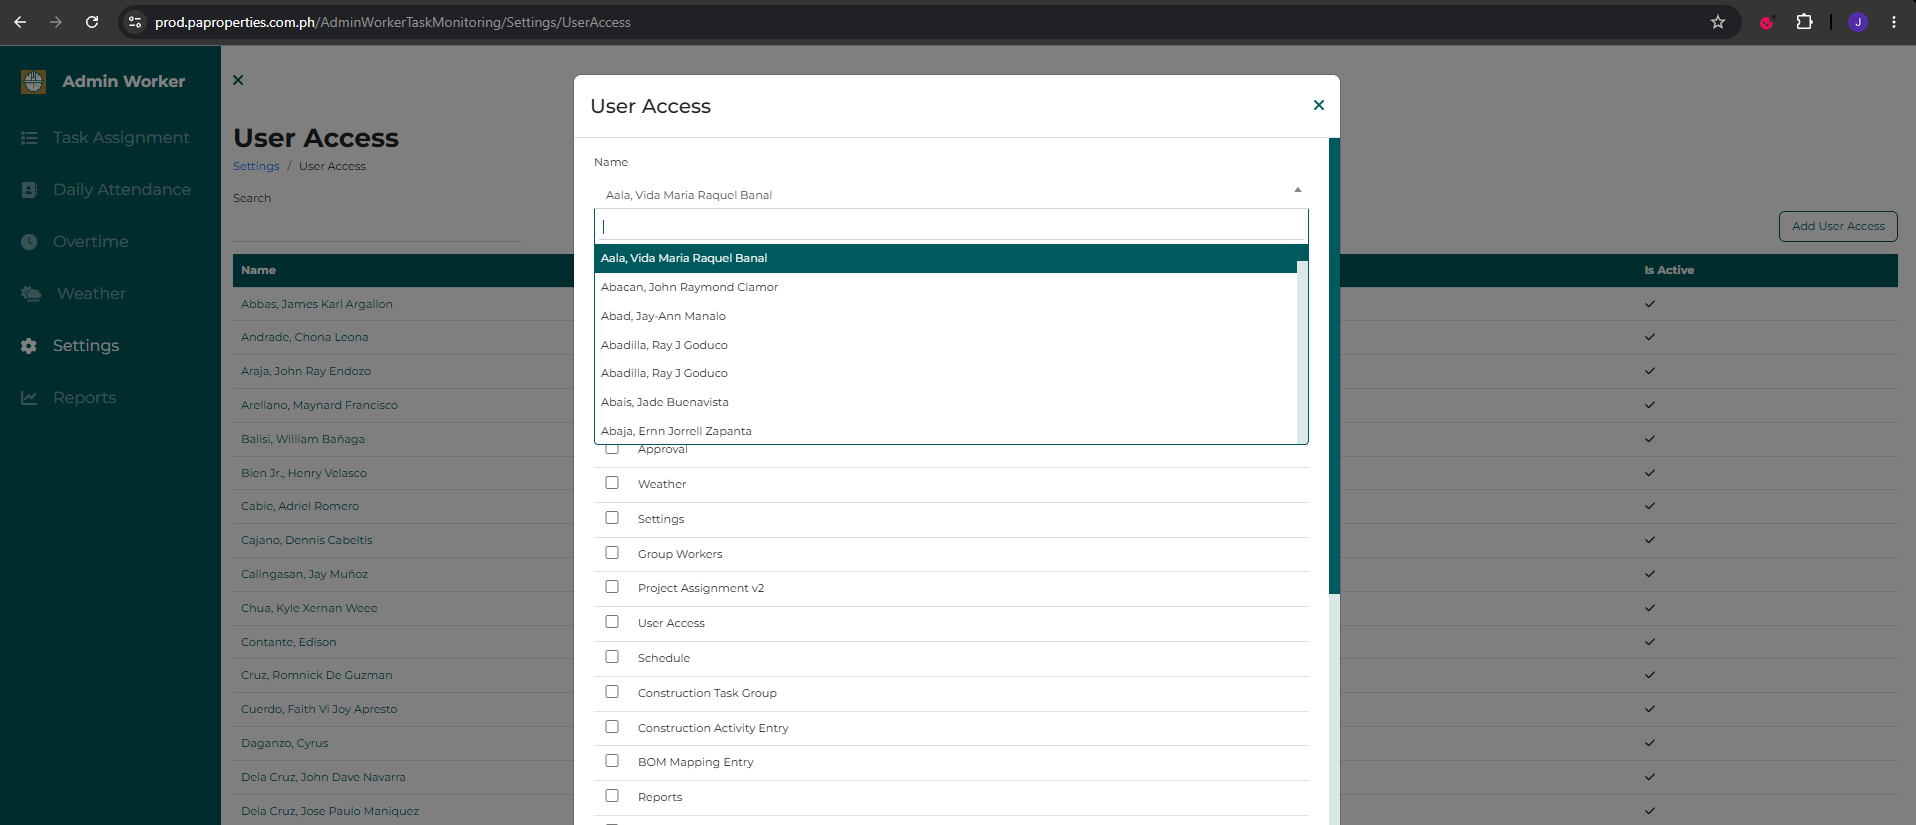 prod.paproperties.com.ph/AdminWorkerTaskMonitoring/Settings/UserAccess
J
Admin Worker
Task Assignment
Daily Attendance
Overtime
Weather
Settings
Reports
User Access
Settings / User Access
Search
Add User Access
Name
Is Active
Abbas, James Karl Argallon
Andrade, Chona Leona
Araja, John Ray Endozo
Arellano, Maynard Francisco
Balisi, William Bañaga
Bien Jr., Henry Velasco
Cabie, Adriel Romero
Cajano, Dennis Cabeltis
Calingasan, Jay Muñoz
Chua, Kyle Xernan Weee
Contante, Edison
Cruz, Romnick De Guzman
Cuerdo, Faith Vi Joy Apresto
Daganzo, Cyrus
Dela Cruz, John Dave Navarra
Dela Cruz, Jose Paulo Maniquez
User Access
Name
Aala, Vida Maria Raquel Banal
Aala, Vida Maria Raquel Banal
Abacan, John Raymond Clamor
Abad, Jay-Ann Manalo
Abadilla, Ray J Goduco
Abadilla, Ray J Goduco
Abais, Jade Buenavista
Abaja, Ernn Jorrell Zapanta
Approval
Weather
Settings
Group Workers
Project Assignment v2
User Access
Schedule
Construction Task Group
Construction Activity Entry
BOM Mapping Entry
Reports